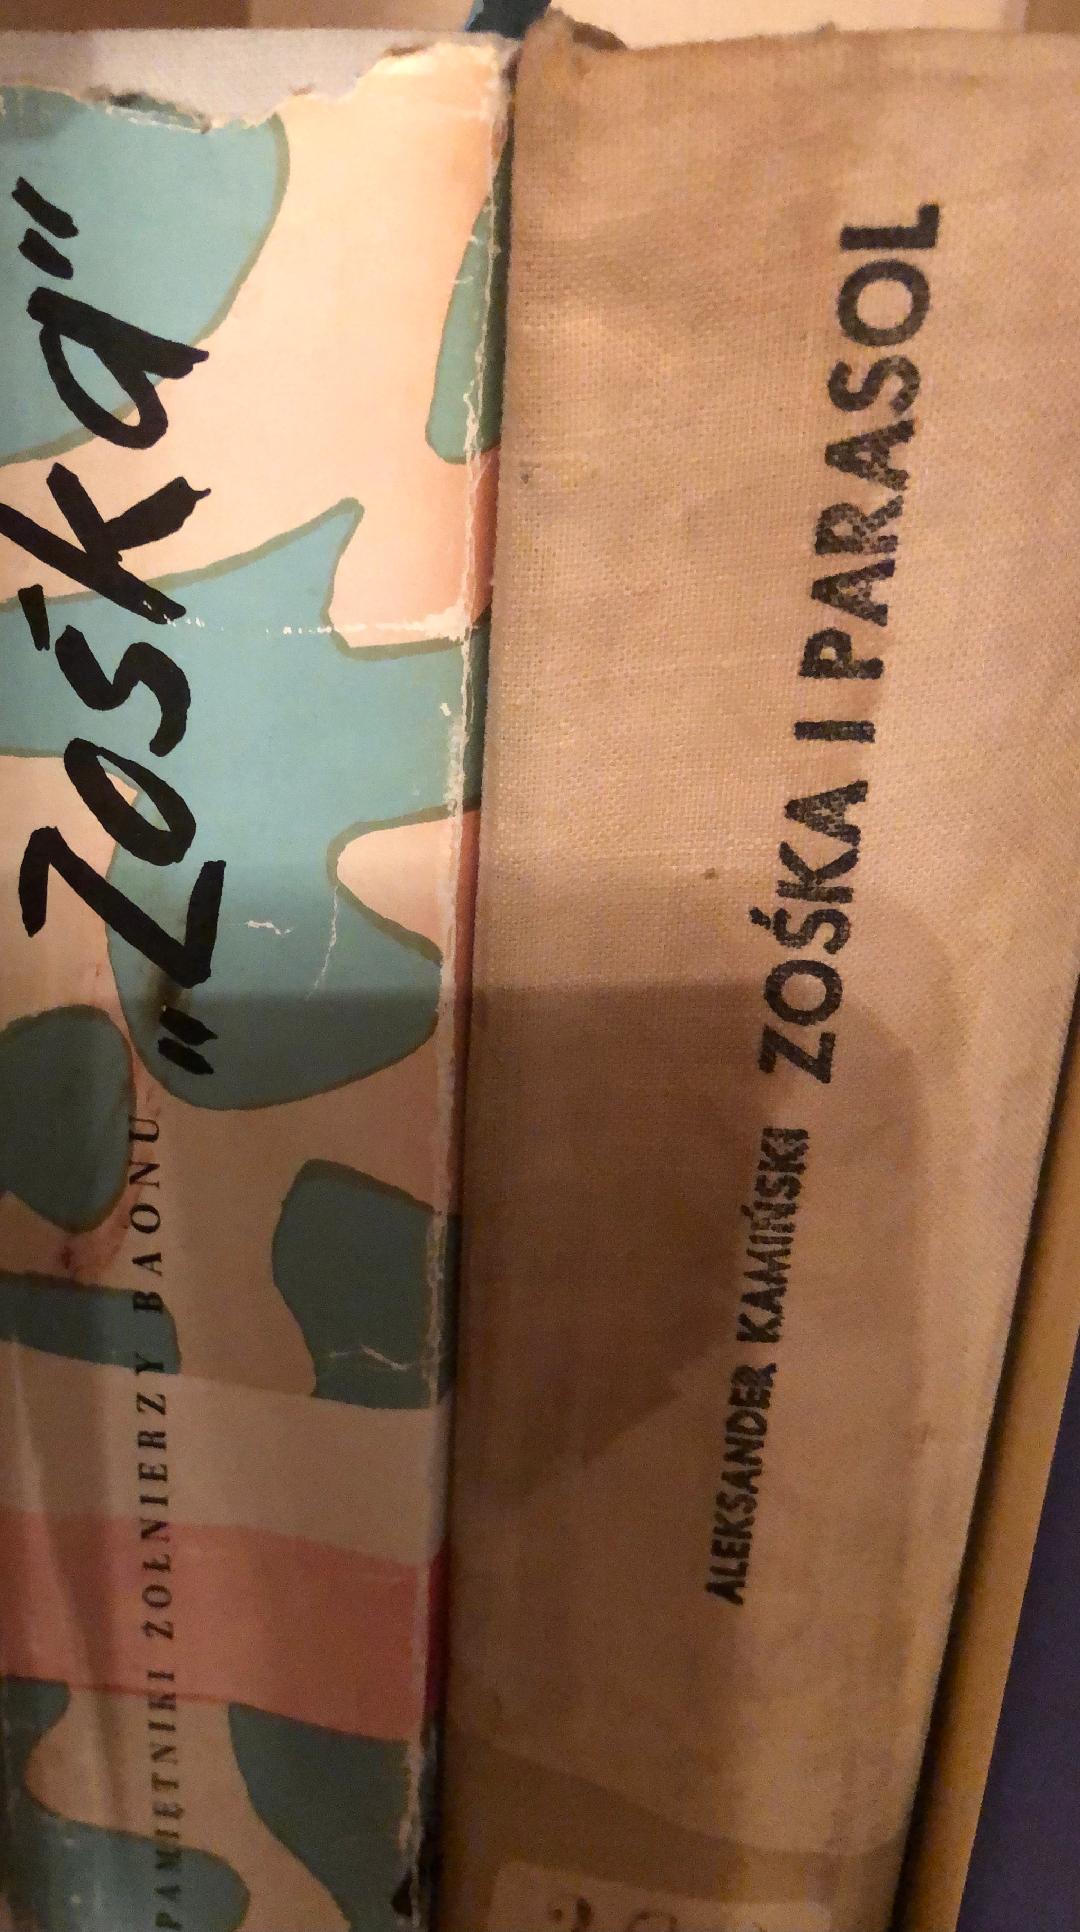 PAMIĘTNIKI ŻOŁNIERZY BAONU „Zośka”
ALEKSANDER KAMIŃSKI ZOŚKA I PARASOL